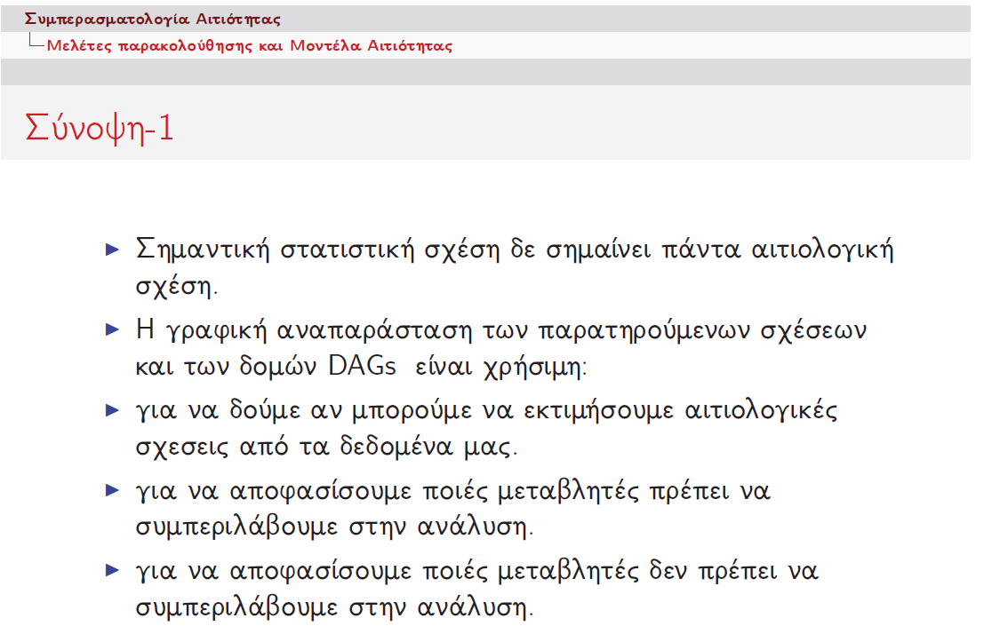 Συμπερασματολογία Αιτιότητας
Μελέτες παρακολούθησης και Μοντέλα Αιτιότητας
Σύνοψη-1
► Σημαντική στατιστική σχέση δε σημαίνει πάντα αιτιολογική
σχέση.
► Η γραφική αναπαράσταση των παρατηρούμενων σχέσεων
και των δομών DAGs είναι χρήσιμη:
► για να δούμε αν μπορούμε να εκτιμήσουμε αιτιολογικές
σχεσεις από τα δεδομένα μας.
► για να αποφασίσουμε ποιές μεταβλητές πρέπει να
συμπεριλάβουμε στην ανάλυση.
► για να αποφασίσουμε ποιές μεταβλητές δεν πρέπει να
συμπεριλάβουμε στην ανάλυση.